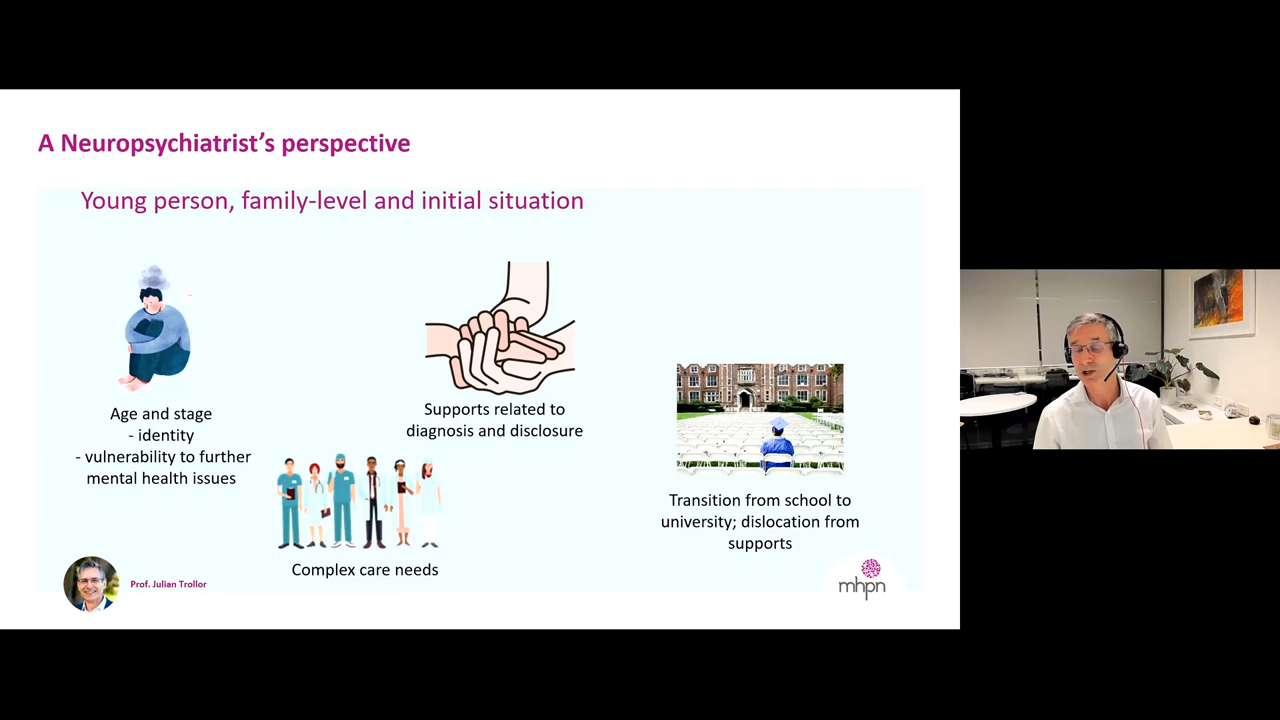 A Neuropsychiatrist's perspective
Young person, family-level and initial situation
Age and stage
- identity
- vulnerability to further
mental health issues
Supports related to
diagnosis and disclosure
Complex care needs
Transition from school to
university; dislocation from
supports
Prof. Julian Trollor
mhpn